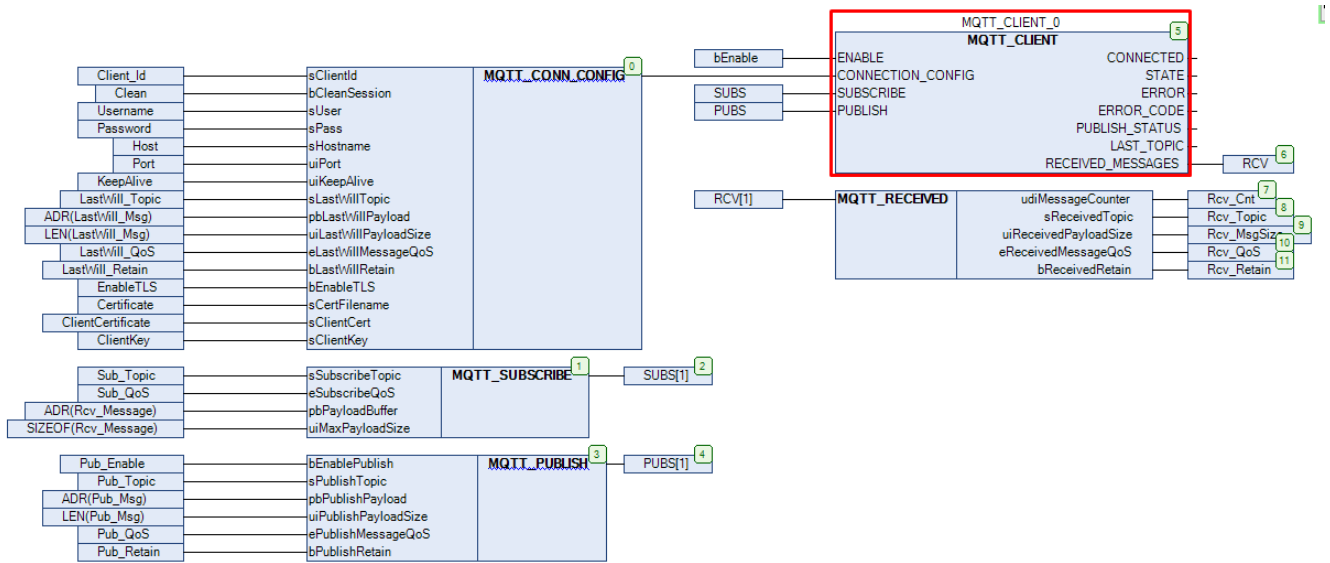 MQTT_CLIENT_0
5
MQTT_CLIENT
bEnable ENABLE CONNECTED
CONNECTION_CONFIG STATE
SUBS SUBSCRIBE ERROR
PUBS PUBLISH ERROR_CODE
PUBLISH_STATUS
LAST_TOPIC
RECEIVED_MESSAGES RCV 6
0
Client_Id sClientId MQTT_CONN_CONFIG
Clean bCleanSession
Username sUser
Password sPass
Host sHostname
Port uiPort
KeepAlive uiKeepAlive
LastWill_Topic sLastWillTopic
ADR(LastWill_Msg) pbLastWillPayload
LEN(LastWill_Msg) uiLastWillPayloadSize
LastWill_QoS eLastWillMessageQoS
LastWill_Retain bLastWillRetain
EnableTLS bEnableTLS
Certificate sCertFilename
ClientCertificate sClientCert
ClientKey sClientKey
RCV[1] MQTT_RECEIVED udiMessageCounter Rcv_Cnt 7
sReceivedTopic Rcv_Topic 8
uiReceivedPayloadSize Rcv_MsgSize 9
eReceivedMessageQoS Rcv_QoS 10
bReceivedRetain Rcv_Retain 11
Sub_Topic sSubscribeTopic MQTT_SUBSCRIBE 1 SUBS[1] 2
Sub_QoS eSubscribeQoS
ADR(Rcv_Message) pbPayloadBuffer
SIZEOF(Rcv_Message) uiMaxPayloadSize
Pub_Enable bEnablePublish MQTT_PUBLISH 3 PUBS[1] 4
Pub_Topic sPublishTopic
ADR(Pub_Msg) pbPublishPayload
LEN(Pub_Msg) uiPublishPayloadSize
Pub_QoS ePublishMessageQoS
Pub_Retain bPublishRetain